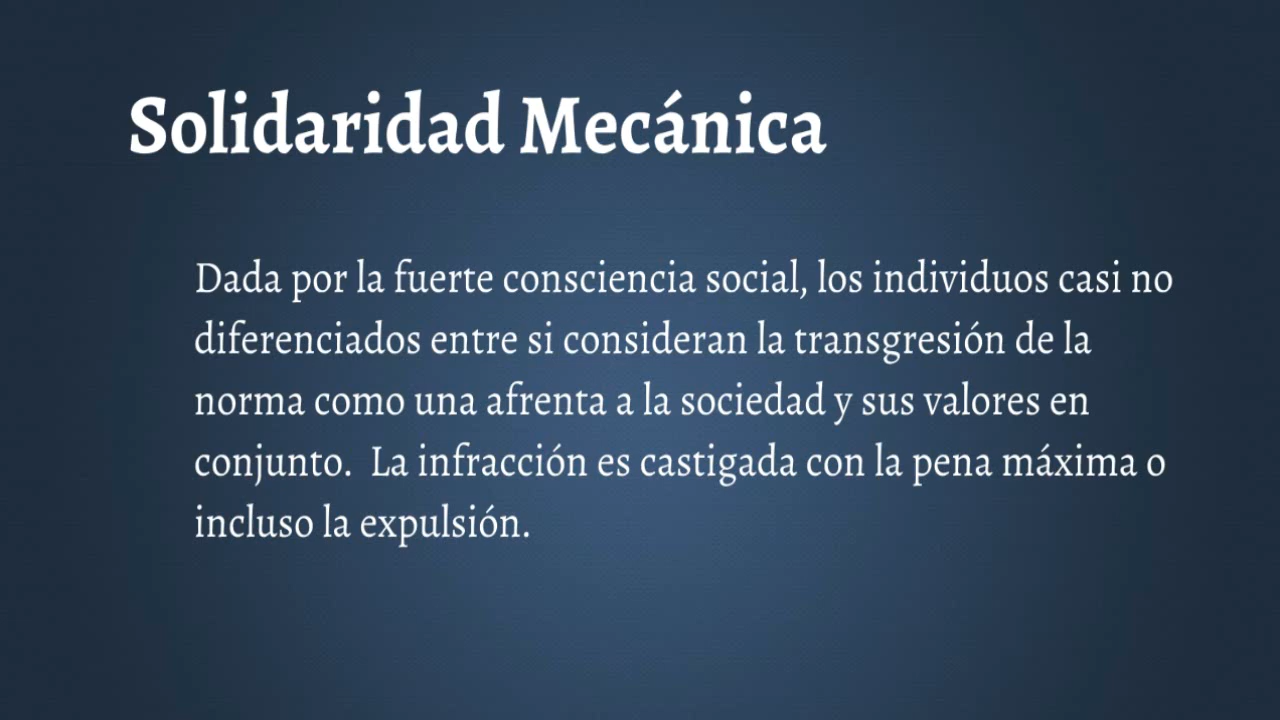 Solidaridad Mecánica
Dada por la fuerte consciencia social, los individuos casi no
diferenciados entre si consideran la transgresión de la
norma como una afrenta a la sociedad y sus valores en
conjunto.  La infracción es castigada con la pena máxima o
incluso la expulsión.